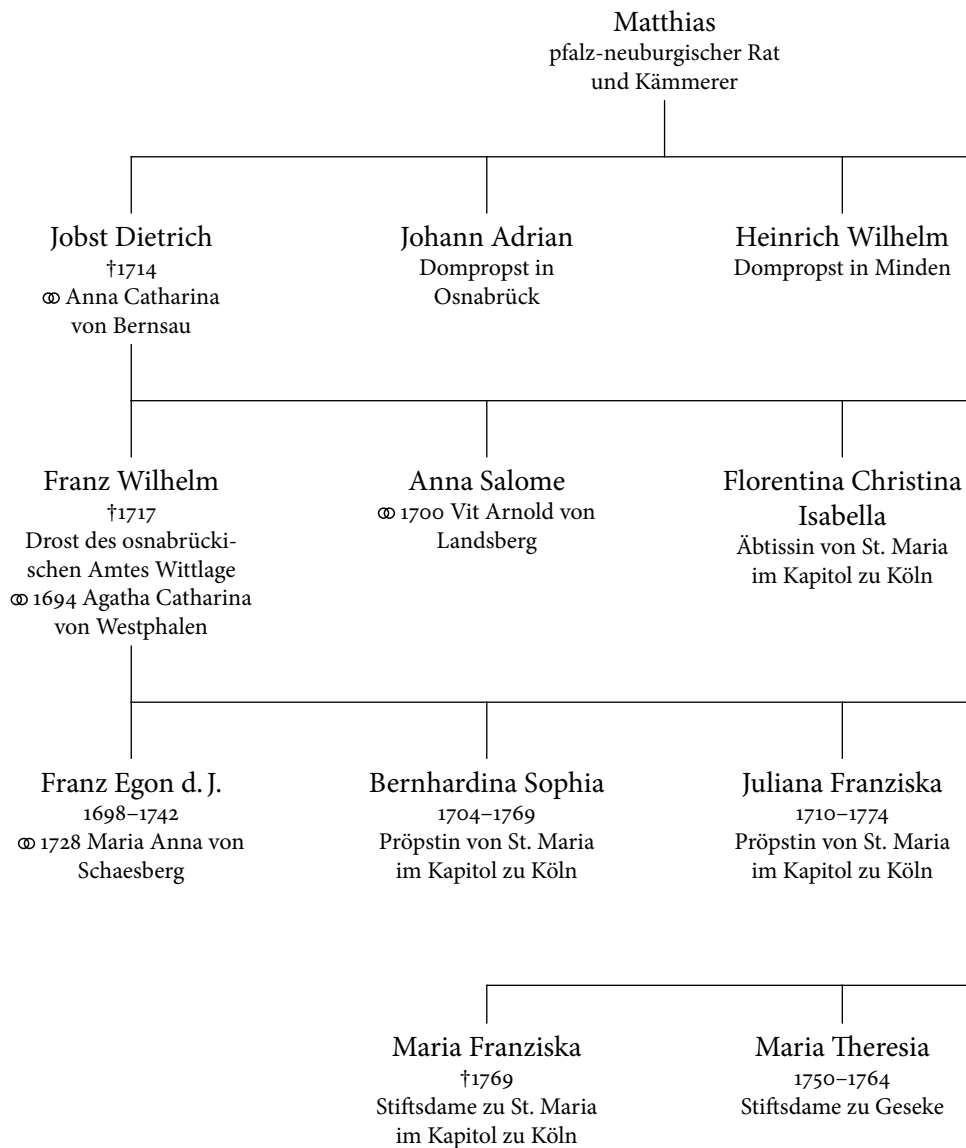 Matthias
pfalz-neuburgischer Rat
und Kämmerer
Jobst Dietrich
†1714
⚭ Anna Catharina
von Bernsau
Johann Adrian
Dompropst in
Osnabrück
Heinrich Wilhelm
Dompropst in Minden
Franz Wilhelm
†1717
Drost des osnabrücki-
schen Amtes Wittlage
⚭ 1694 Agatha Catharina
von Westphalen
Anna Salome
⚭ 1700 Vit Arnold von
Landsberg
Florentina Christina
Isabella
Äbtissin von St. Maria
im Kapitol zu Köln
Franz Egon d. J.
1698–1742
⚭ 1728 Maria Anna von
Schaesberg
Bernhardina Sophia
1704–1769
Pröpstin von St. Maria
im Kapitol zu Köln
Juliana Franziska
1710–1774
Pröpstin von St. Maria
im Kapitol zu Köln
Maria Franziska
†1769
Stiftsdame zu St. Maria
im Kapitol zu Köln
Maria Theresia
1750–1764
Stiftsdame zu Geseke